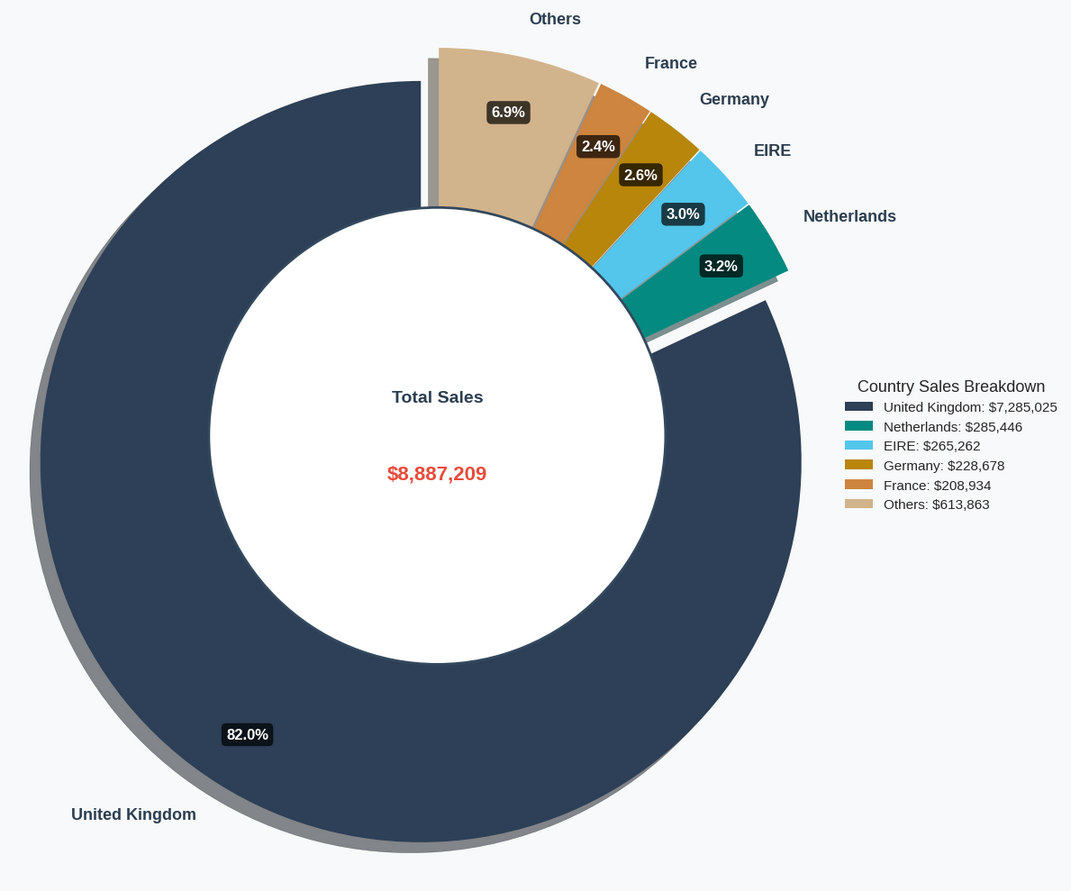 Others
France
Germany
EIRE
Netherlands
6.9%
2.4%
2.6%
3.0%
3.2%
Total Sales
$8,887,209
82.0%
United Kingdom
Country Sales Breakdown
United Kingdom: $7,285,025
Netherlands: $285,446
EIRE: $265,262
Germany: $228,678
France: $208,934
Others: $613,863